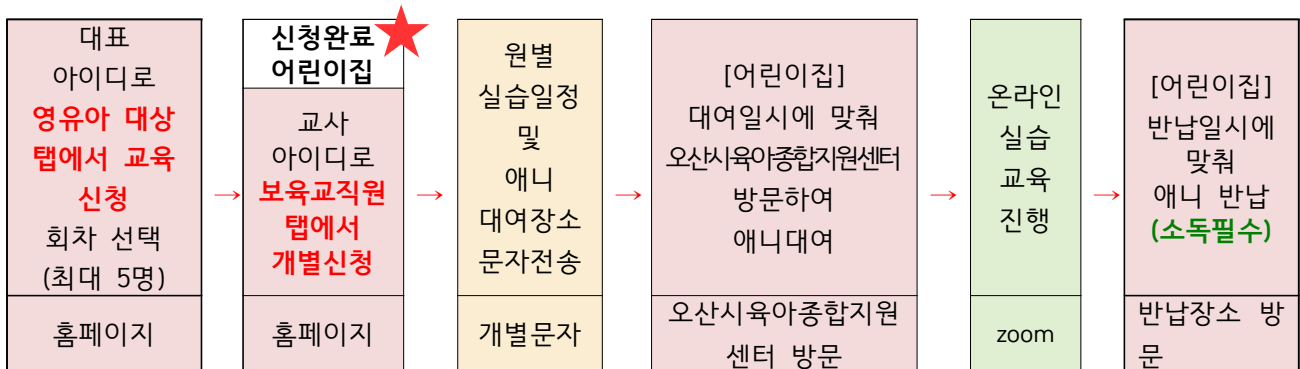 대표
아이디로
영유아 대상
탭에서 교육
신청
회차 선택
(최대 5명)
홈페이지
→
신청완료
어린이집
교사
아이디로
보육교직원
탭에서
개별신청
홈페이지
→
원별
실습일정
및
애니
대여장소
문자전송
개별문자
→
[어린이집]
대여일시에 맞춰
오산시육아종합지원센터
방문하여
애니대여
오산시육아종합지원
센터 방문
→
온라인
실습
교육
진행
zoom
→
[어린이집]
반납일시에
맞춰
애니 반납
(소독필수)
반납장소 방
문